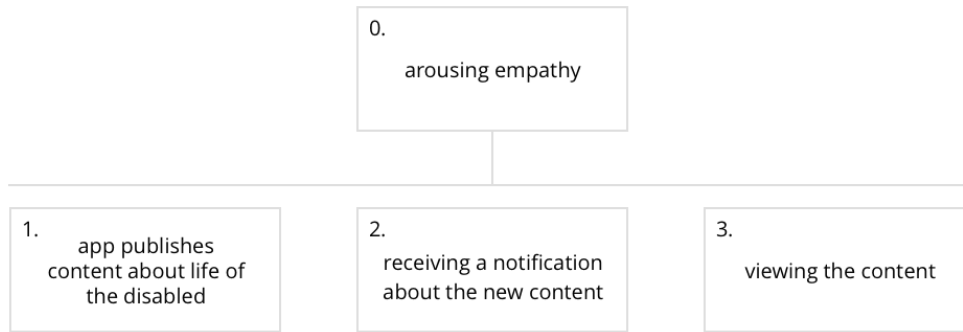 0.
arousing empathy
1.
app publishes
content about life of
the disabled
2.
receiving a notification
about the new content
3.
viewing the content